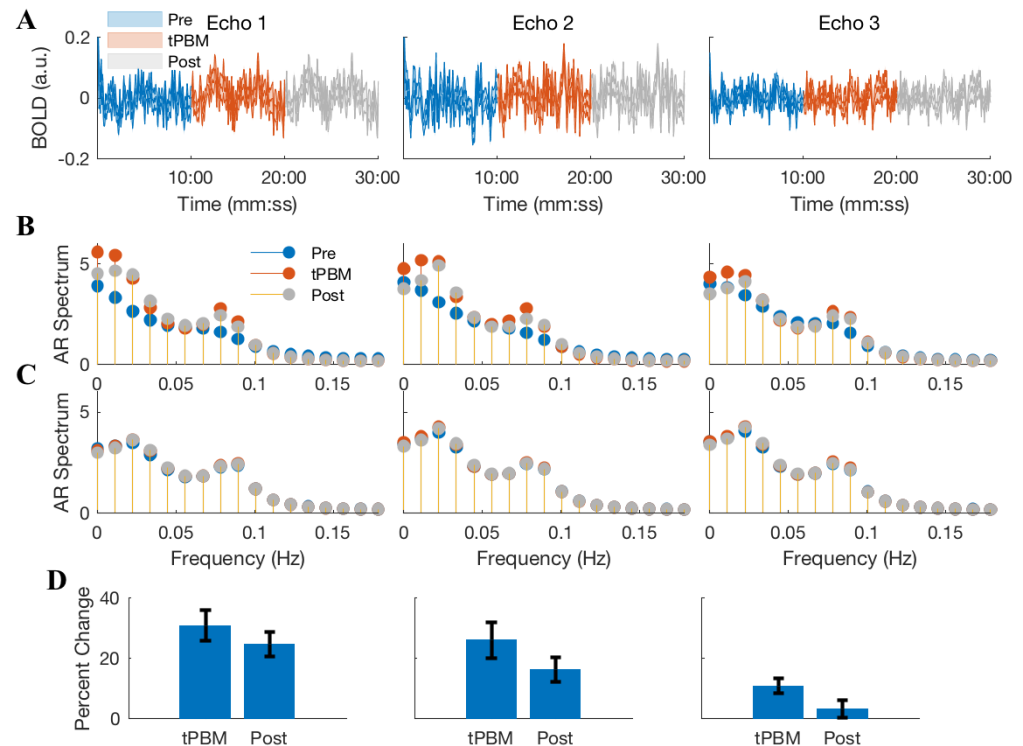 A
Pre
tPBM
Post
Echo 1
Echo 2
Echo 3
BOLD (a.u.)
0.2
0
-0.2
10:00 20:00 30:00
10:00 20:00 30:00
10:00 20:00 30:00
Time (mm:ss)
Time (mm:ss)
Time (mm:ss)
B
Pre
tPBM
Post
AR Spectrum
5
0
0 0.05 0.1 0.15
0 0.05 0.1 0.15
0 0.05 0.1 0.15
C
AR Spectrum
5
0
0 0.05 0.1 0.15
0 0.05 0.1 0.15
0 0.05 0.1 0.15
Frequency (Hz)
Frequency (Hz)
Frequency (Hz)
D
Percent Change
40
20
0
tPBM Post
tPBM Post
tPBM Post